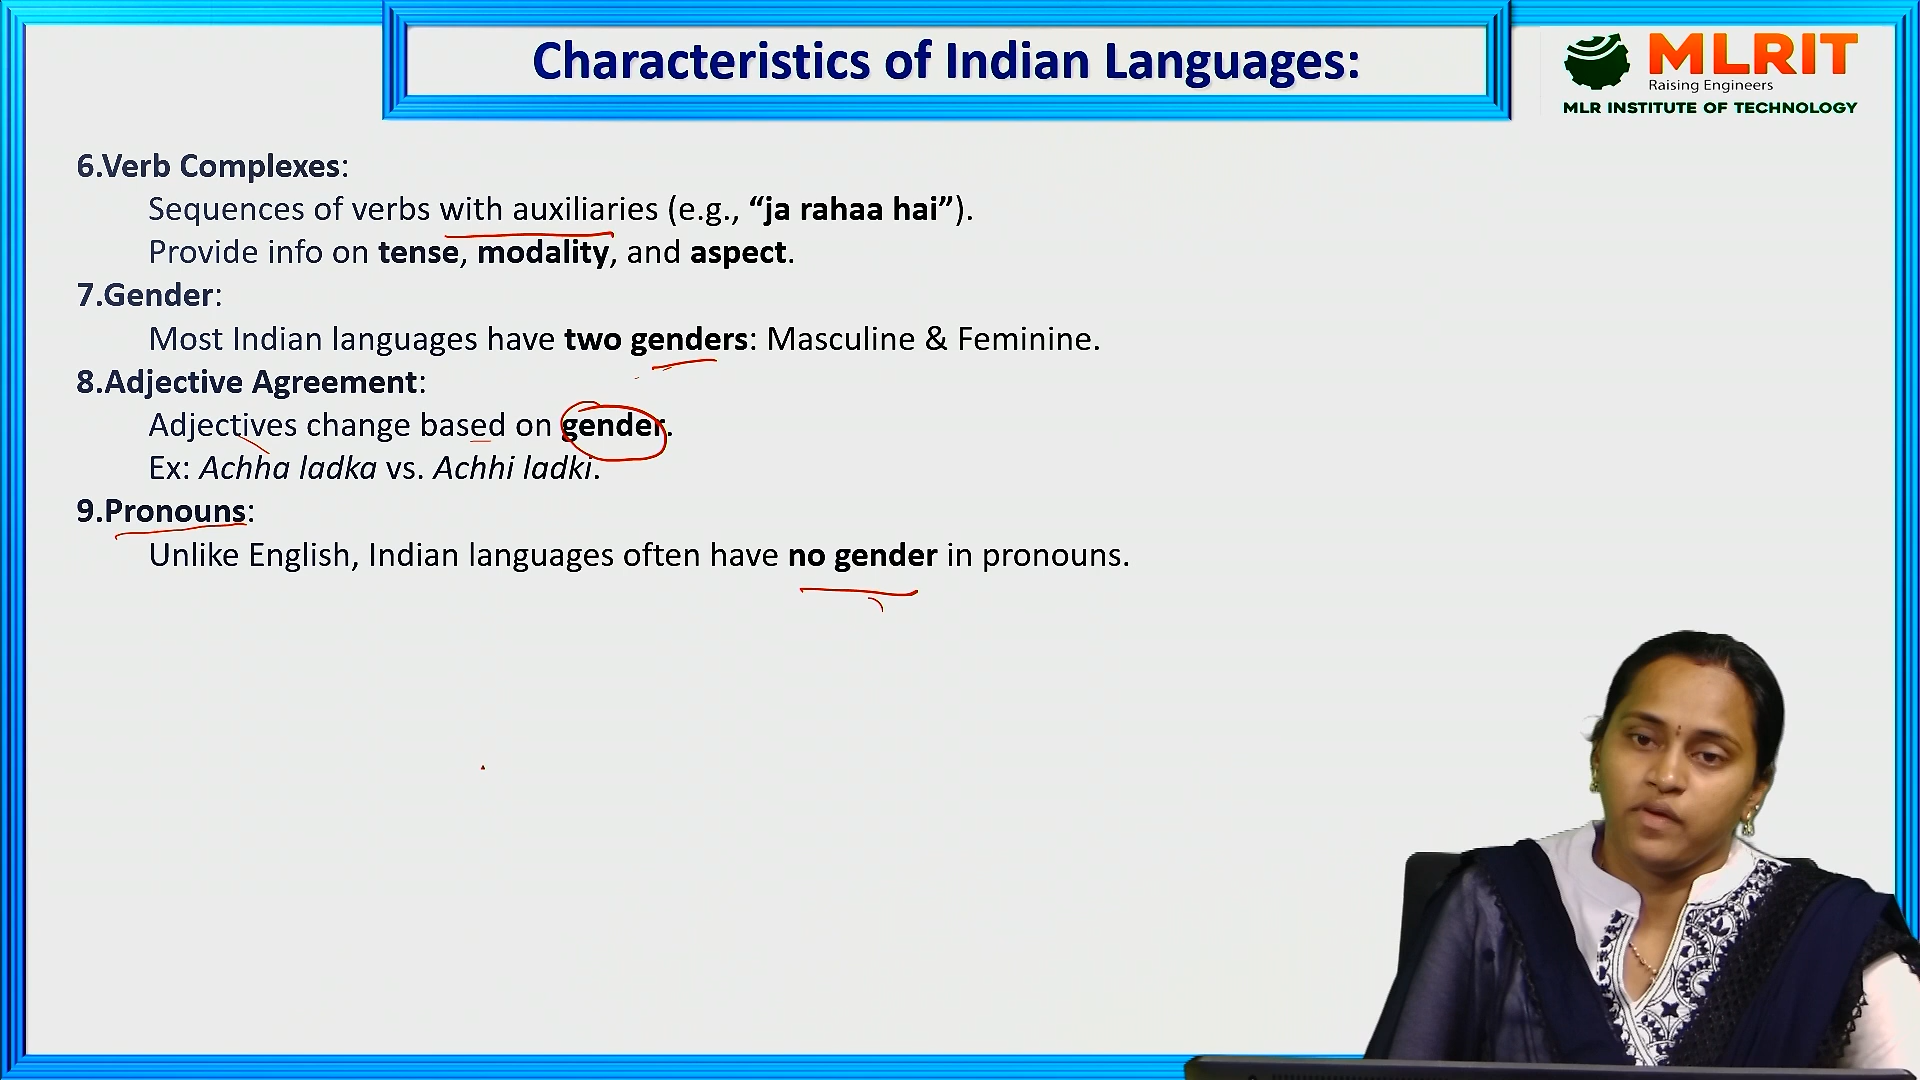 Characteristics of Indian Languages:
MLRIT
Raising Engineers
MLR INSTITUTE OF TECHNOLOGY
6.Verb Complexes:
Sequences of verbs with auxiliaries (e.g., “ja rahaa hai”).
Provide info on tense, modality, and aspect.
7.Gender:
Most Indian languages have two genders: Masculine & Feminine.
8.Adjective Agreement:
Adjectives change based on gender.
Ex: Achha ladka vs. Achhi ladki.
9.Pronouns:
Unlike English, Indian languages often have no gender in pronouns.